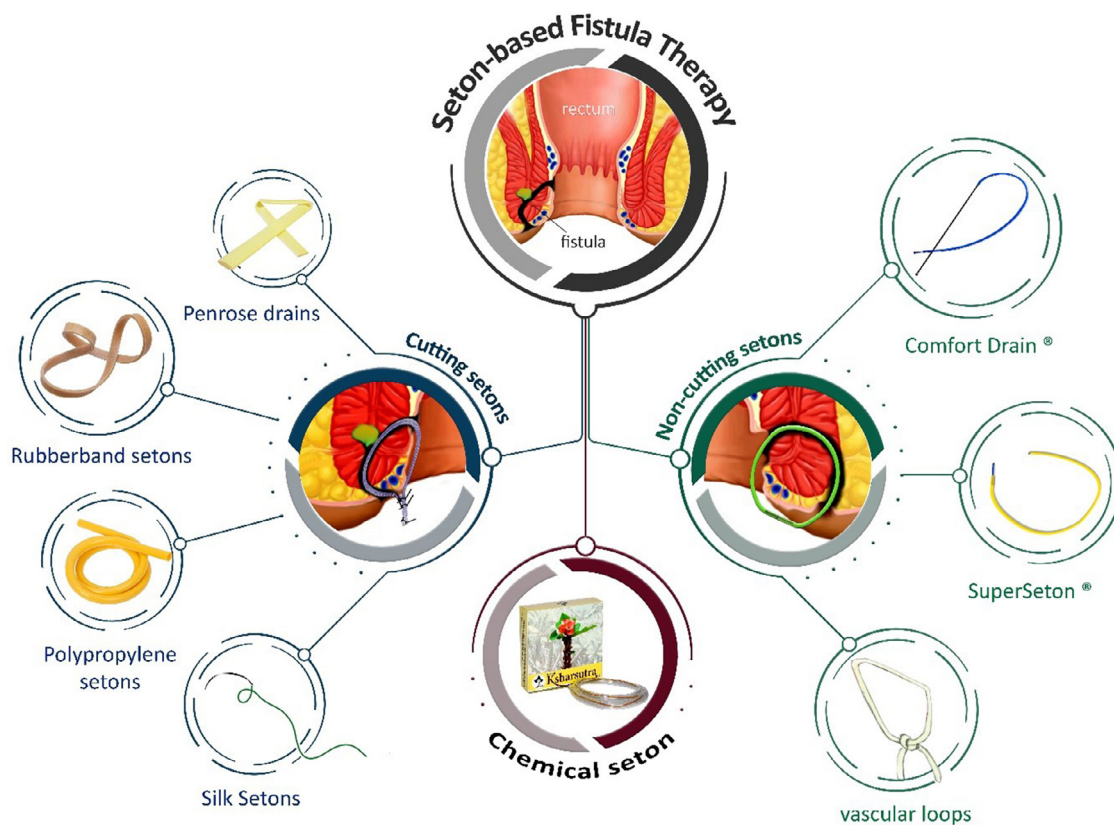 Seton-based Fistula Therapy
rectum
fistula
Penrose drains
Rubberband setons
Polypropylene
setons
Silk Setons
Cutting setons
Ksharsutra
Chemical seton
Non-cutting setons
Comfort Drain ®
SuperSeton ®
vascular loops